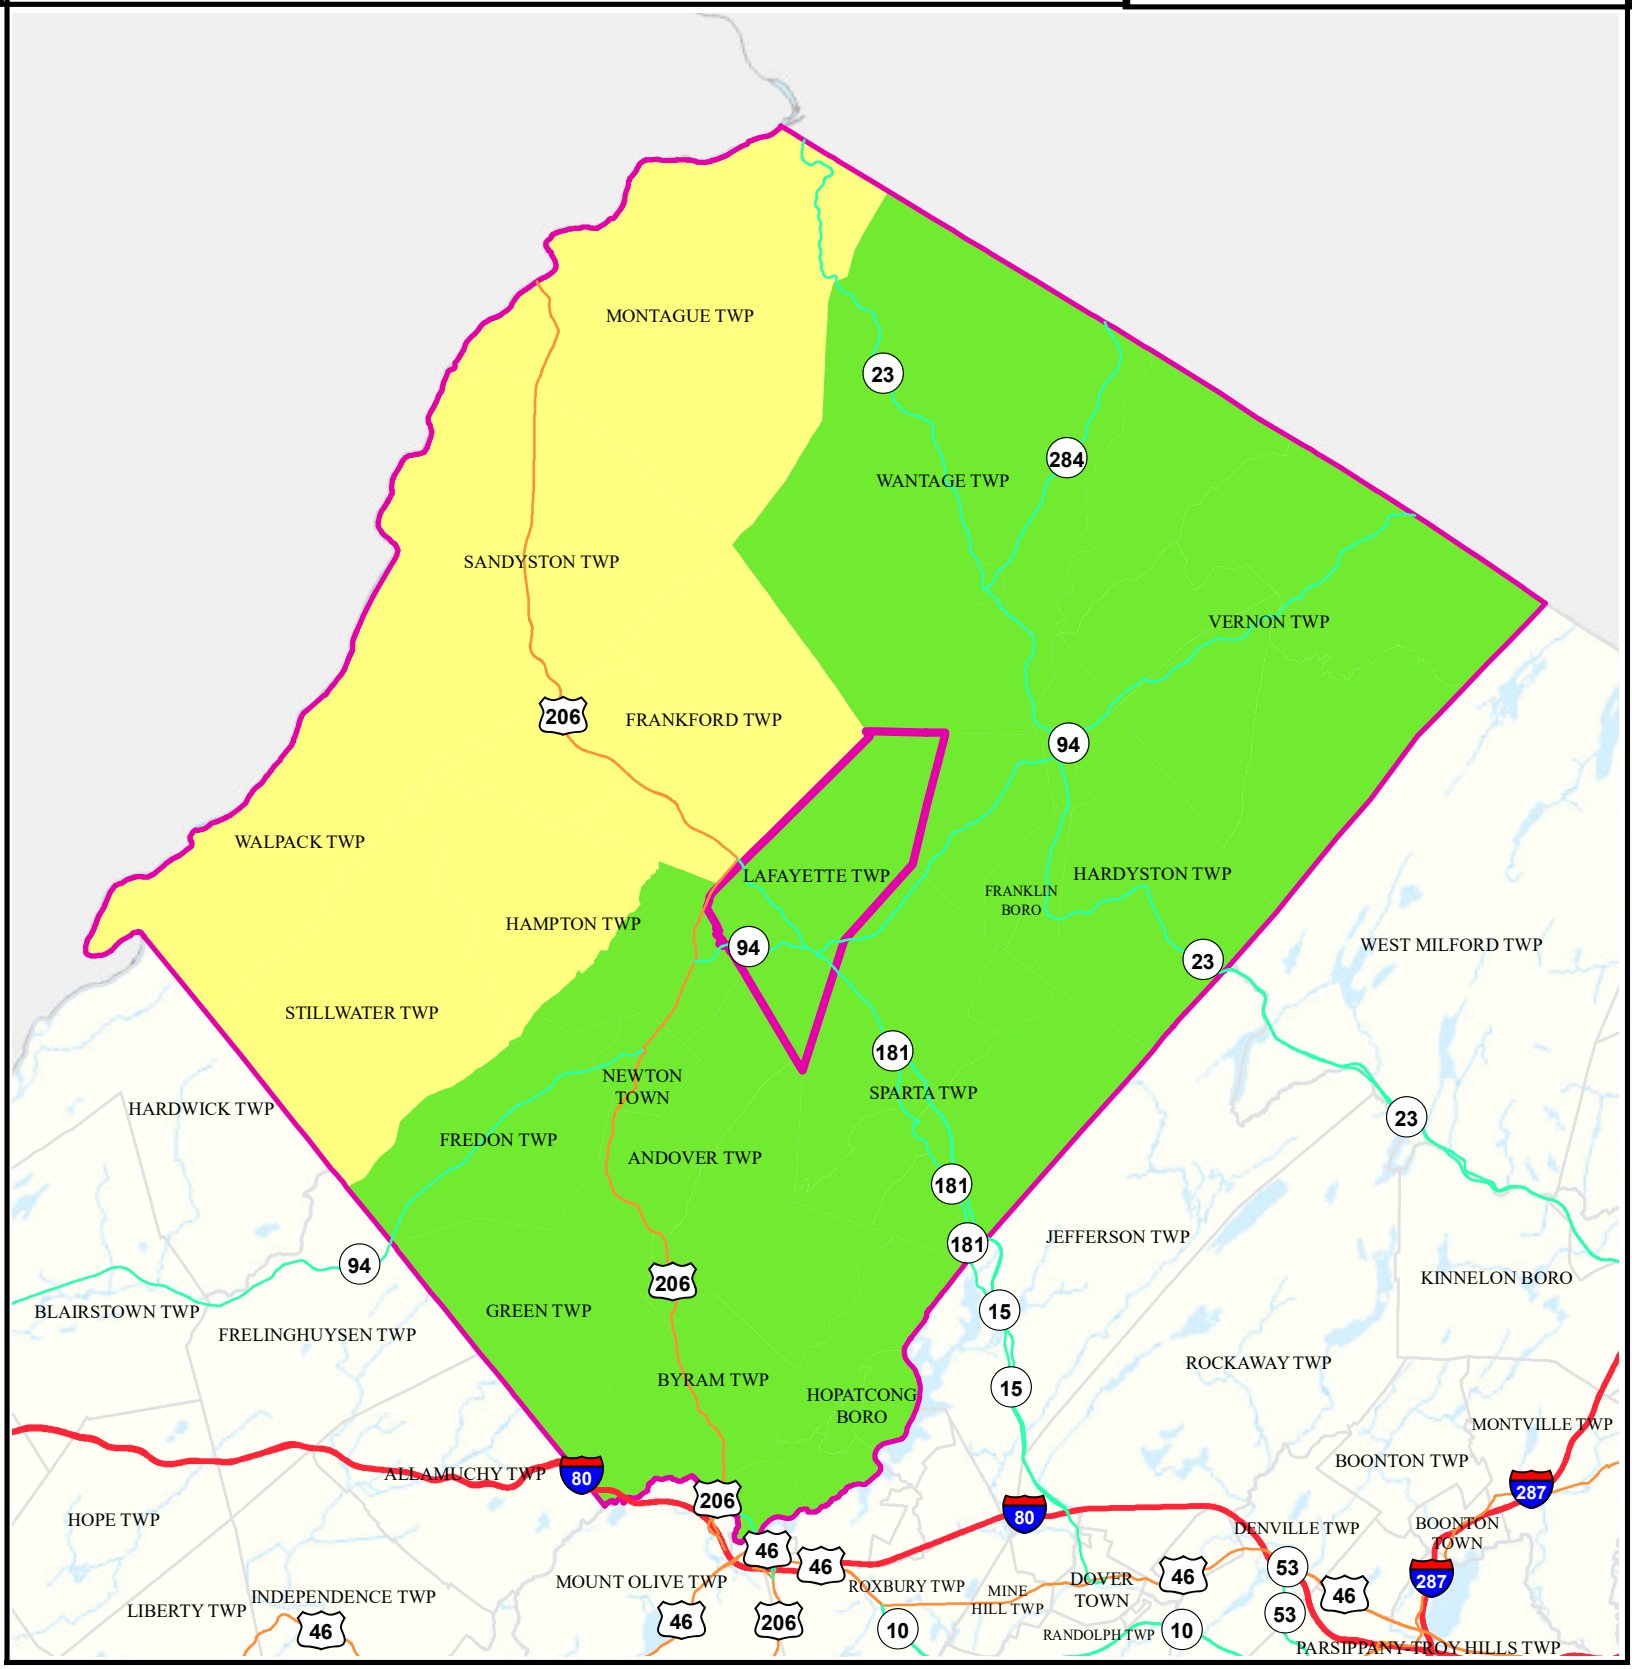 MONTAGUE TWP
23
284
WANTAGE TWP
SANDYSTON TWP
VERNON TWP
206
FRANKFORD TWP
94
WALPACK TWP
LAFAYETTE TWP
HARDYSTON TWP
FRANKLIN
BORO
HAMPTON TWP
94
23
WEST MILFORD TWP
STILLWATER TWP
181
NEWTON
TOWN
SPARTA TWP
HARDWICK TWP
23
FREDON TWP
ANDOVER TWP
181
181
JEFFERSON TWP
94
206
KINNELON BORO
BLAIRSTOWN TWP
GREEN TWP
15
FRELINGHUYSEN TWP
ROCKAWAY TWP
BYRAM TWP
15
HOPATCONG
BORO
MONTVILLE TWP
BOONTON TWP
ALLAMUCHY TWP
80
287
206
80
HOPE TWP
DENVILLE TWP
BOONTON
TOWN
46
46
53
46
287
MOUNT OLIVE TWP
ROXBURY TWP
MINE
HILL TWP
DOVER
TOWN
46
INDEPENDENCE TWP
LIBERTY TWP
46
46
206
10
53
RANDOLPH TWP
10
PARSIPPANY-TROY HILLS TWP